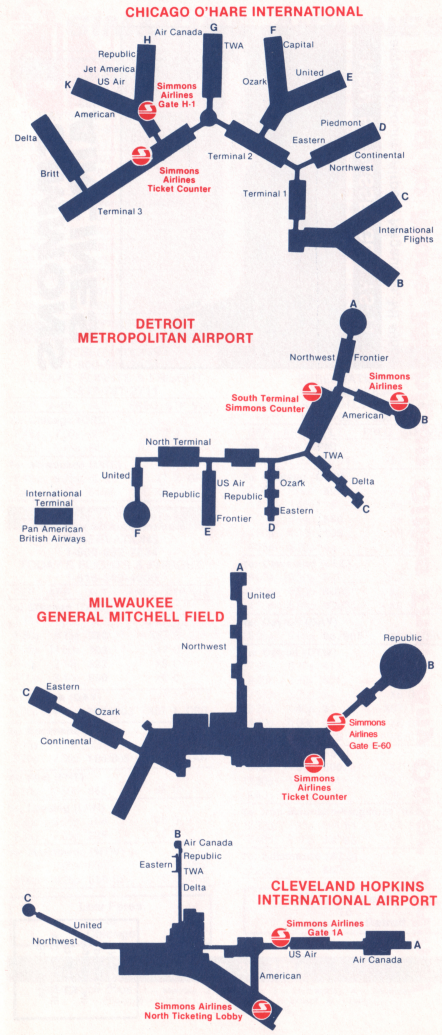 CHICAGO O'HARE INTERNATIONAL
Air Canada
G
TWA
F
Capital
H
Republic
Jet America
US Air
K
American
Simmons
Airlines
Gate H-1
Ozark
United
E
Delta
Britt
Simmons
Airlines
Ticket Counter
Terminal 2
Eastern
Piedmont
D
Continental
Northwest
Terminal 3
Terminal 1
C
International
Flights
B
DETROIT
METROPOLITAN AIRPORT
A
Northwest
Frontier
Simmons
Airlines
South Terminal
Simmons Counter
American
B
North Terminal
TWA
United
US Air
Ozark
Delta
Republic
Republic
C
International
Terminal
Eastern
Frontier
Pan American
British Airways
F
E
D
MILWAUKEE
GENERAL MITCHELL FIELD
A
United
Northwest
Republic
B
C
Eastern
Ozark
Continental
Simmons
Airlines
Gate E-60
Simmons
Airlines
Ticket Counter
B
Air Canada
Republic
Eastern
TWA
Delta
CLEVELAND HOPKINS
INTERNATIONAL AIRPORT
C
United
Northwest
Simmons Airlines
Gate 1A
US Air
Air Canada
A
American
Simmons Airlines
North Ticketing Lobby